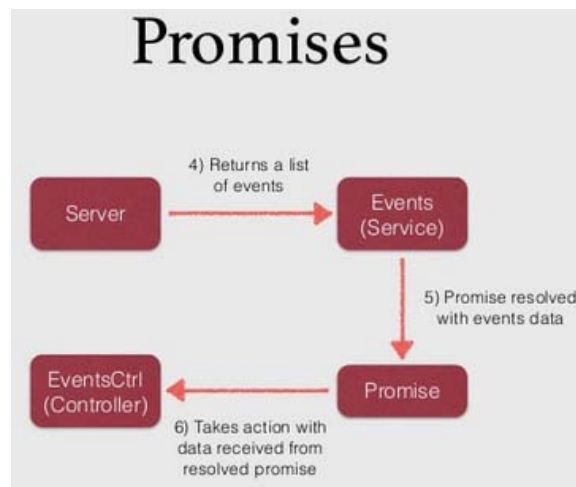 Promises
4) Returns a list
of events
Server
Events
(Service)
5) Promise resolved
with events data
EventsCtrl
(Controller)
Promise
6) Takes action with
data received from
resolved promise